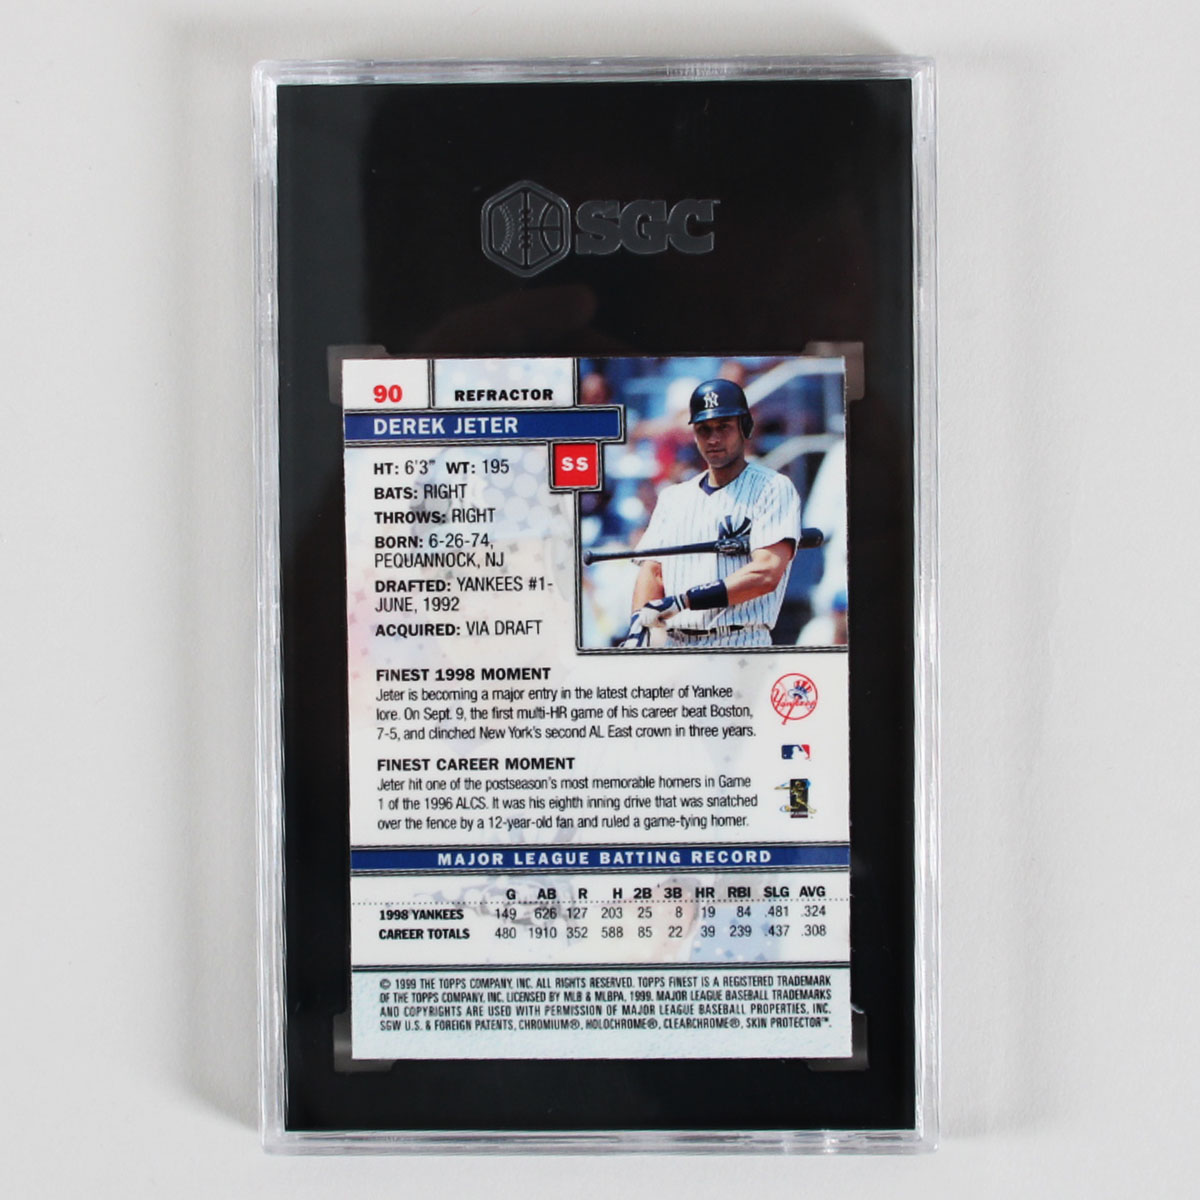 SGC
90
REFRACTOR
DEREK JETER
SS
HT: 6'3" WT: 195
BATS: RIGHT
THROWS: RIGHT
BORN: 6-26-74,
PEQUANNOCK, NJ
DRAFTED: YANKEES #1-
JUNE, 1992
ACQUIRED: VIA DRAFT
NY
FINEST 1998 MOMENT
Jeter is becoming a major entry in the latest chapter of Yankee
lore. On Sept. 9, the first multi-HR game of his career beat Boston,
7-5, and clinched New York's second AL East crown in three years.
Yankees
FINEST CAREER MOMENT
Jeter hit one of the postseason's most memorable homers in Game
1 of the 1996 ALCS. It was his eighth inning drive that was snatched
over the fence by a 12-year-old fan and ruled a game-tying homer.
MAJOR LEAGUE BATTING RECORD
G AB R H 2B 3B HR RBI SLG AVG
1998 YANKEES 149 626 127 203 25 8 19 84 .481 .324
CAREER TOTALS 480 1910 352 588 85 22 39 239 .437 .308
© 1999 THE TOPPS COMPANY, INC. ALL RIGHTS RESERVED. TOPPS FINEST IS A REGISTERED TRADEMARK
OF THE TOPPS COMPANY, INC. LICENSED BY MLB & MLBPA, 1999. MAJOR LEAGUE BASEBALL TRADEMARKS
AND COPYRIGHTS ARE USED WITH PERMISSION OF MAJOR LEAGUE BASEBALL PROPERTIES, INC.
SGW U.S. & FOREIGN PATENTS, CHROMIUM®, HOLOCHROME®, CLEARCHROME®, SKIN PROTECTOR™.